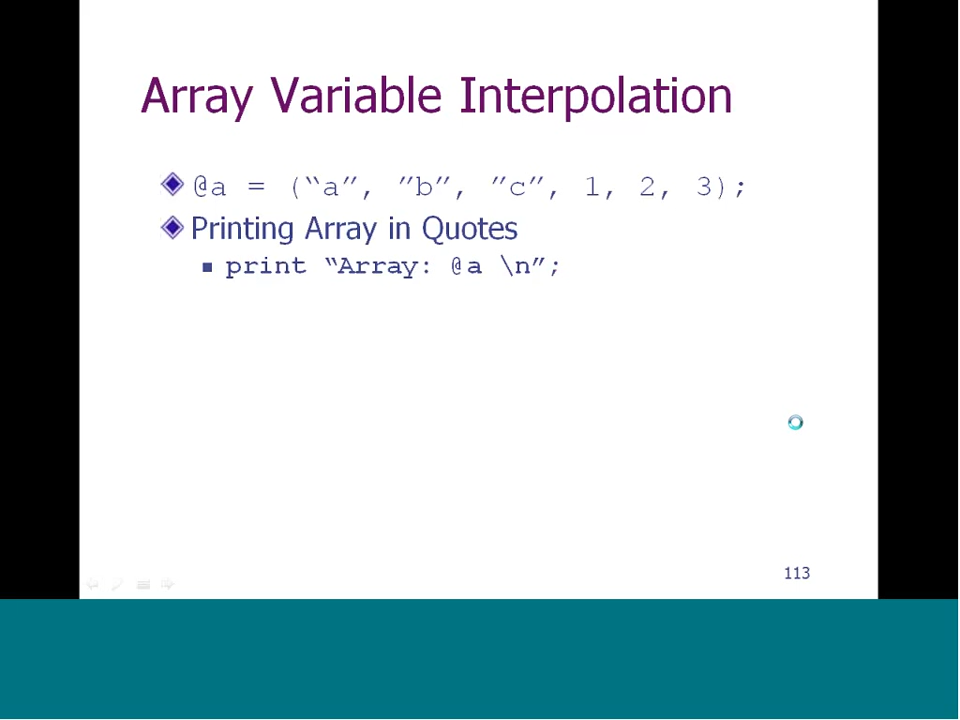 Array Variable Interpolation
@a = (“a”, ”b”, ”c”, 1, 2, 3);
Printing Array in Quotes
print “Array: @a \n”;
113